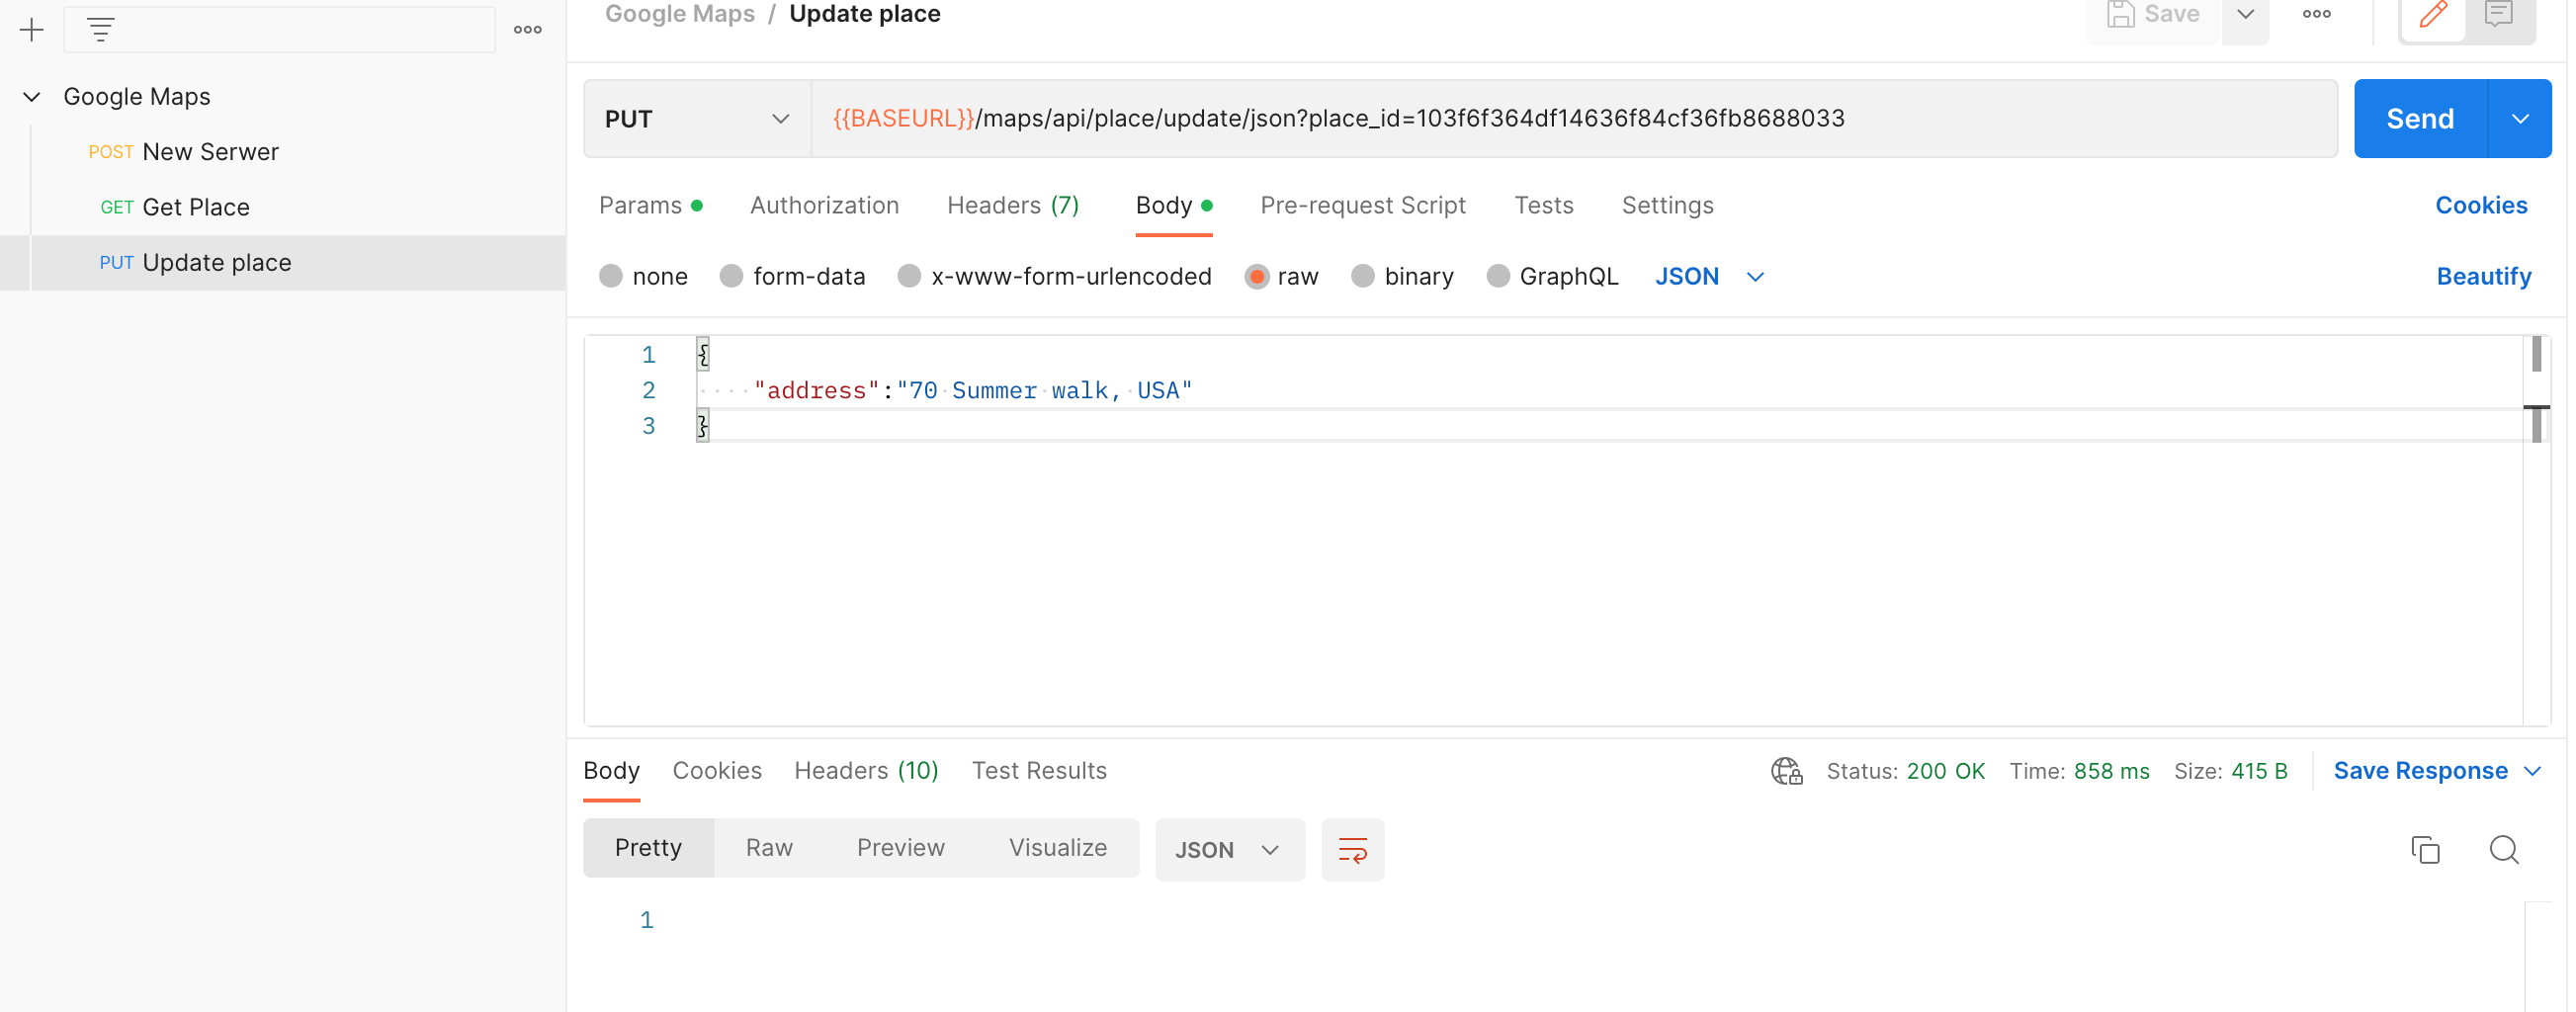 Google Maps / Update place
Save
Google Maps
POST New Serwer
GET Get Place
PUT Update place
PUT {{BASEURL}}/maps/api/place/update/json?place_id=103f6f364df14636f84cf36fb8688033 Send
Params Authorization Headers (7) Body Pre-request Script Tests Settings Cookies
none form-data x-www-form-urlencoded raw binary GraphQL JSON Beautify
1 {
2 "address":"70 Summer walk, USA"
3 }
Body Cookies Headers (10) Test Results Status: 200 OK Time: 858 ms Size: 415 B Save Response
Pretty Raw Preview Visualize JSON
1